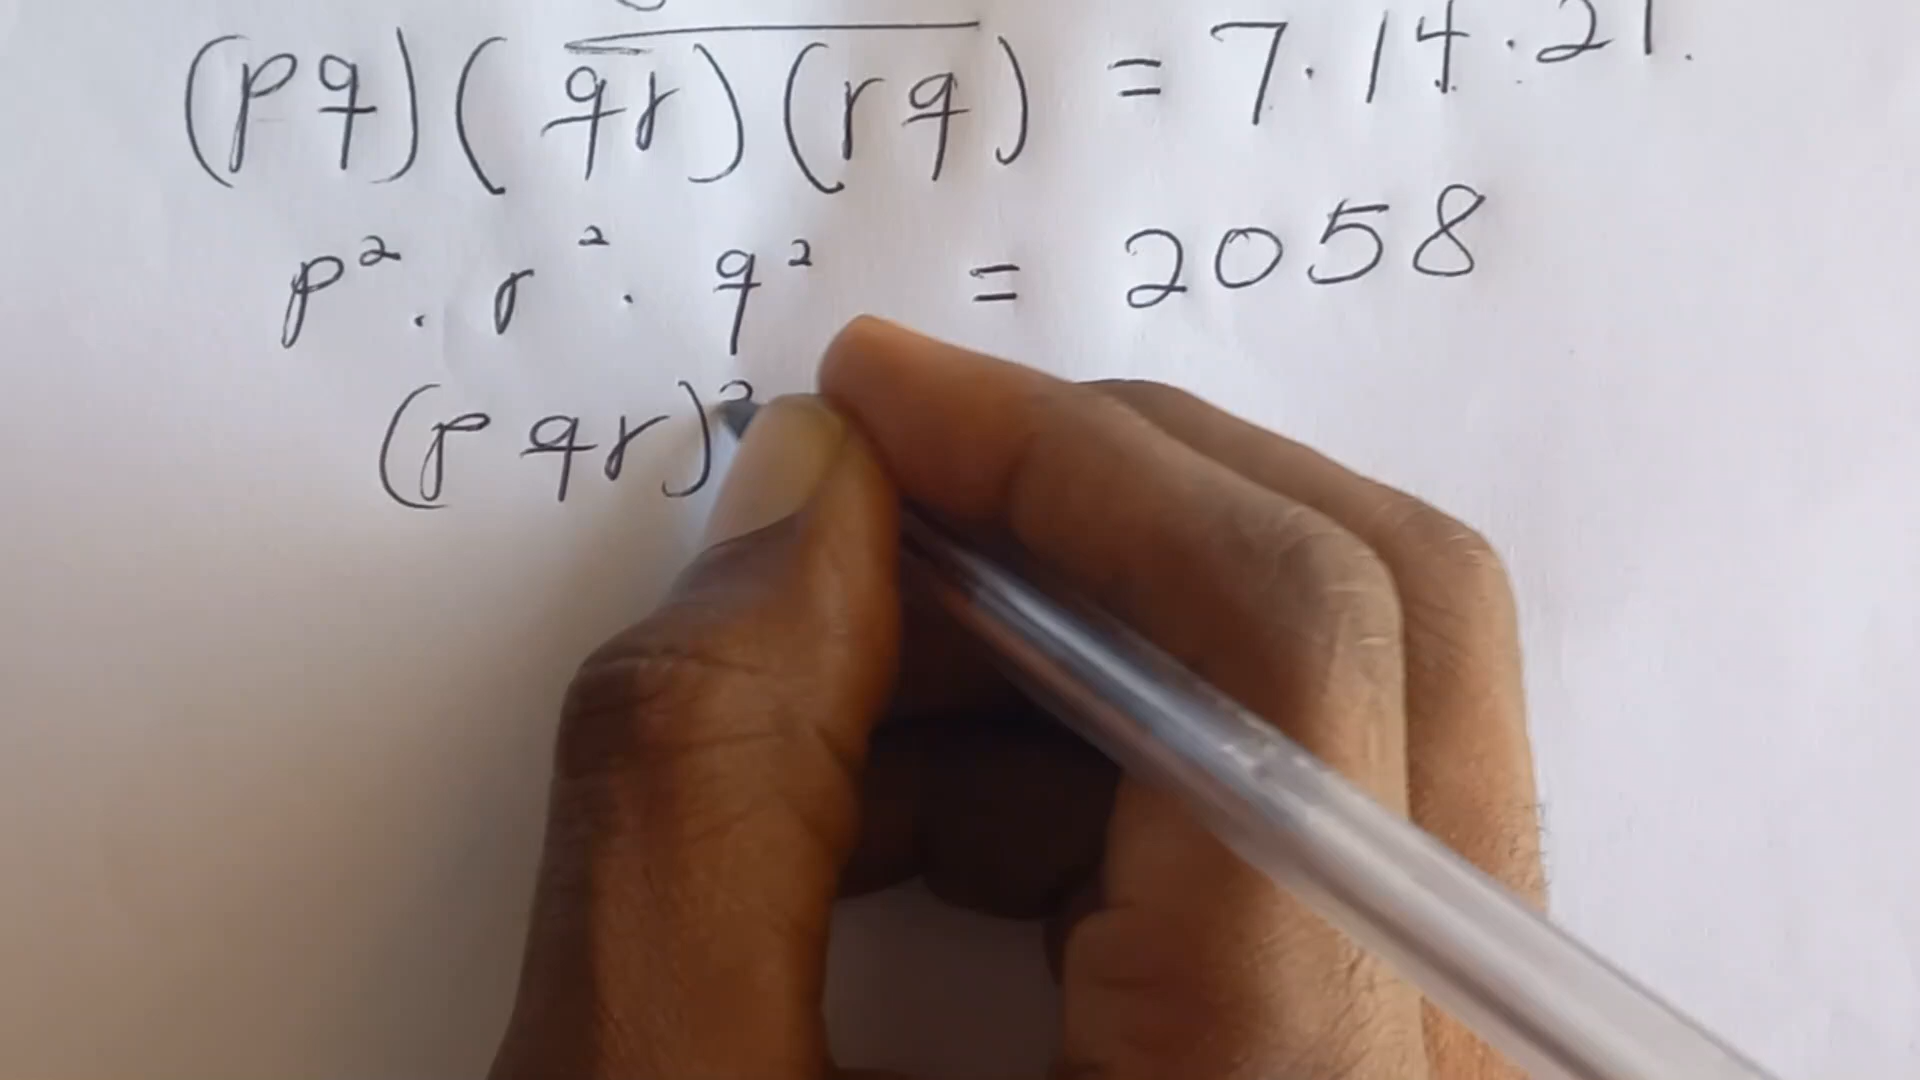 (pq)(qr)(rq) = 7.14.21.
p². r². q² = 2058
(pqr)²